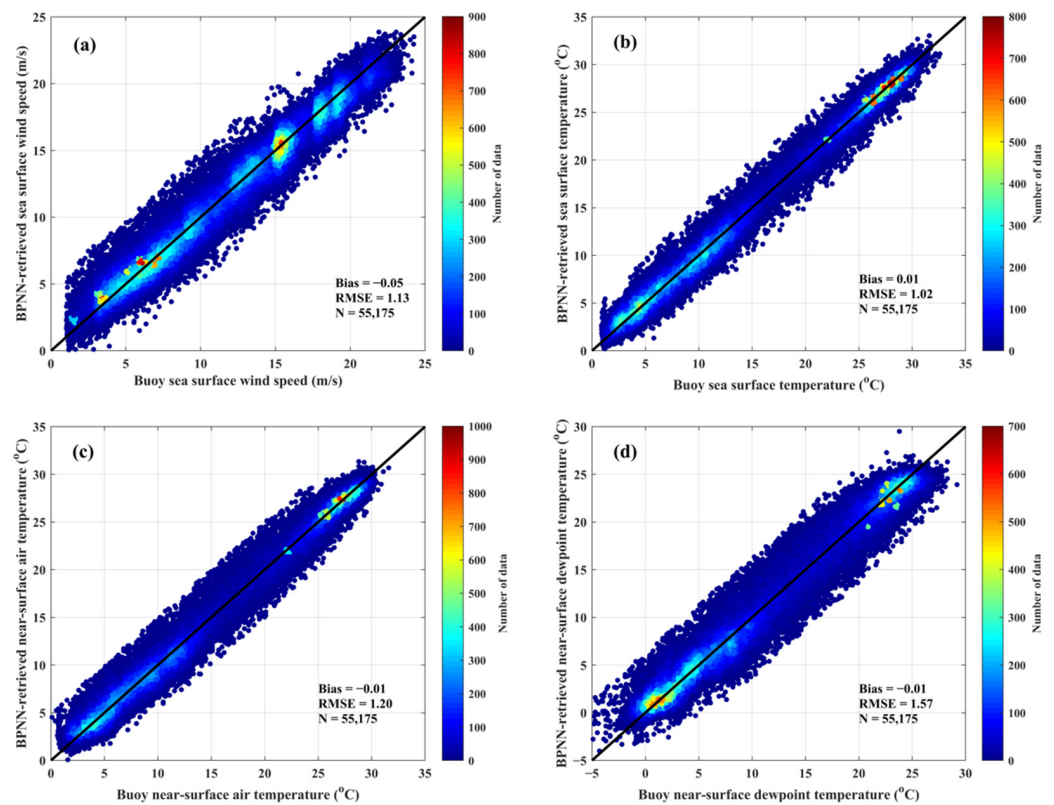 (a)
BPNN-retrieved sea surface wind speed (m/s)
25
20
15
10
5
0
0 5 10 15 20 25
Buoy sea surface wind speed (m/s)
Bias = −0.05
RMSE = 1.13
N = 55,175
900
800
700
600
500
400
300
200
100
0
Number of data
(b)
BPNN-retrieved sea surface temperature (°C)
35
30
25
20
15
10
5
0
0 5 10 15 20 25 30 35
Buoy sea surface temperature (°C)
Bias = 0.01
RMSE = 1.02
N = 55,175
800
700
600
500
400
300
200
100
0
Number of data
(c)
BPNN-retrieved near-surface air temperature (°C)
35
30
25
20
15
10
5
0
0 5 10 15 20 25 30 35
Buoy near-surface air temperature (°C)
Bias = −0.01
RMSE = 1.20
N = 55,175
1000
900
800
700
600
500
400
300
200
100
0
Number of data
(d)
BPNN-retrieved near-surface dewpoint temperature (°C)
30
25
20
15
10
5
0
−5
−5 0 5 10 15 20 25 30
Buoy near-surface dewpoint temperature (°C)
Bias = −0.01
RMSE = 1.57
N = 55,175
700
600
500
400
300
200
100
0
Number of data